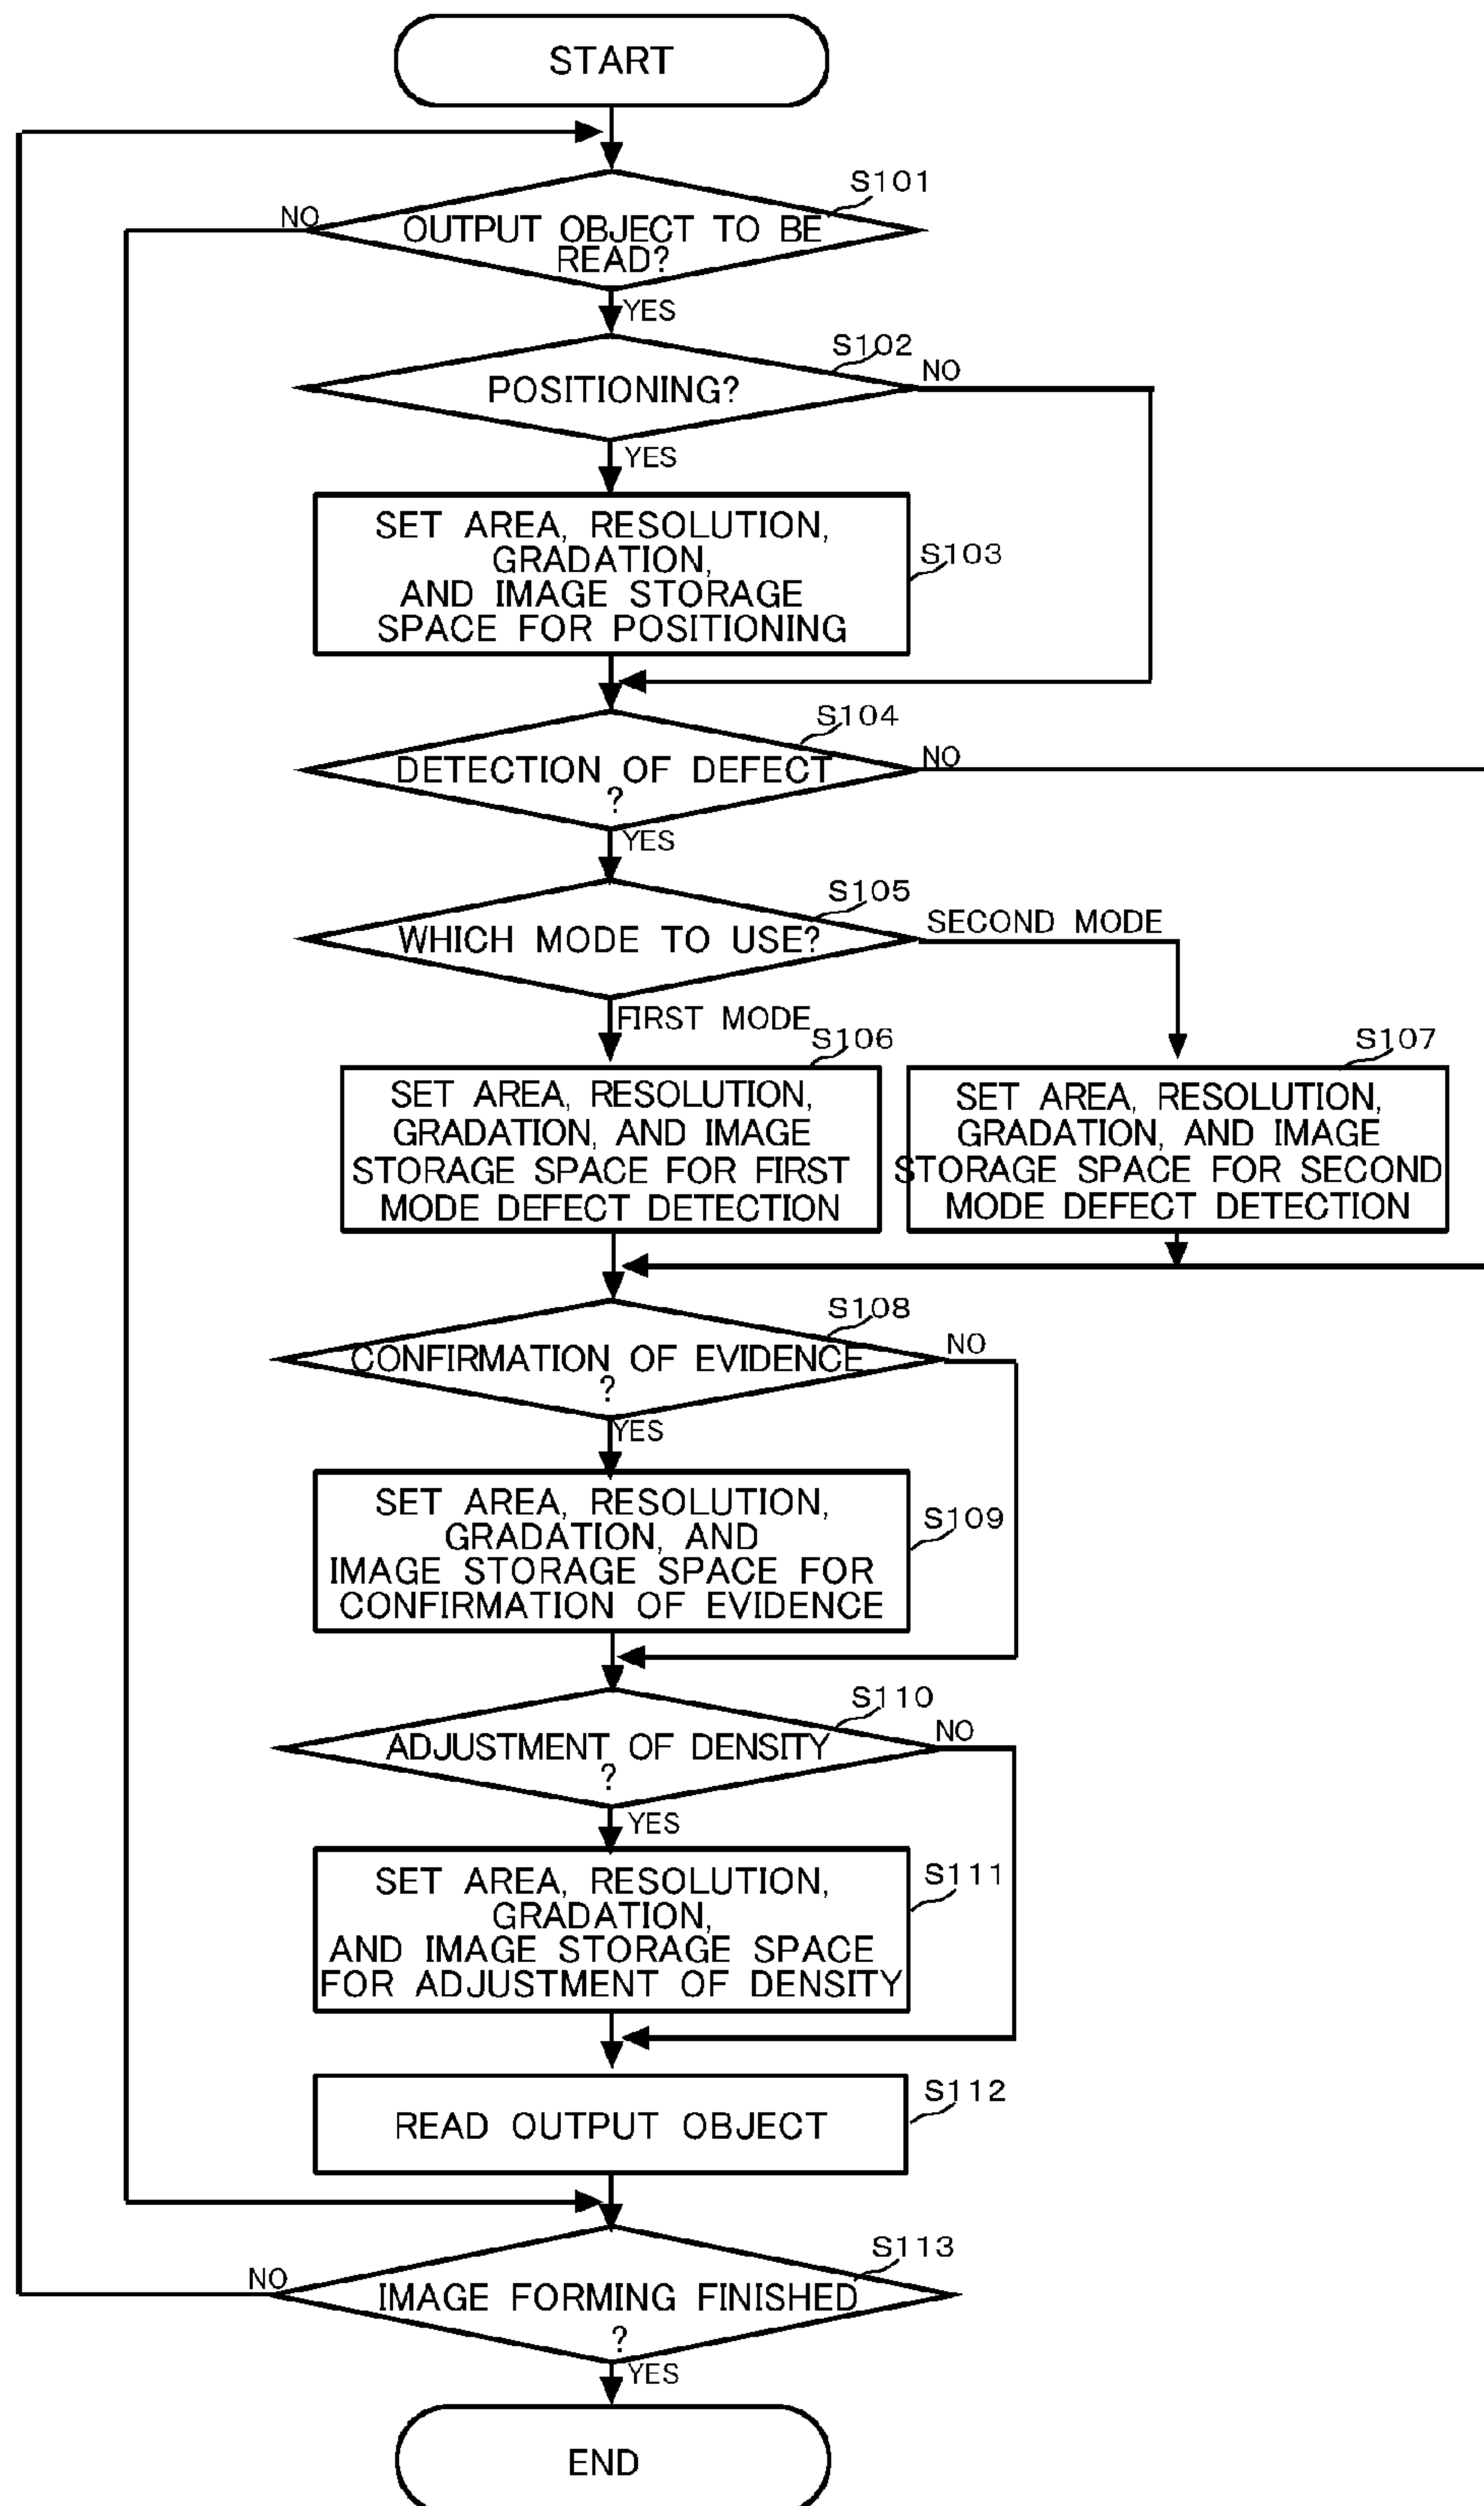 START
S101
NO
OUTPUT OBJECT TO BE
READ?
YES
S102
NO
POSITIONING?
YES
SET AREA, RESOLUTION,
GRADATION,
AND IMAGE STORAGE
SPACE FOR POSITIONING
S103
S104
NO
DETECTION OF DEFECT
?
YES
S105
SECOND MODE
WHICH MODE TO USE?
FIRST MODE
S106
S107
SET AREA, RESOLUTION,
GRADATION, AND IMAGE
STORAGE SPACE FOR FIRST
MODE DEFECT DETECTION
SET AREA, RESOLUTION,
GRADATION, AND IMAGE
STORAGE SPACE FOR SECOND
MODE DEFECT DETECTION
S108
NO
CONFIRMATION OF EVIDENCE
?
YES
SET AREA, RESOLUTION,
GRADATION, AND
IMAGE STORAGE SPACE FOR
CONFIRMATION OF EVIDENCE
S109
S110
NO
ADJUSTMENT OF DENSITY
?
YES
SET AREA, RESOLUTION,
GRADATION,
AND IMAGE STORAGE SPACE
FOR ADJUSTMENT OF DENSITY
S111
S112
READ OUTPUT OBJECT
S113
NO
IMAGE FORMING FINISHED
?
YES
END